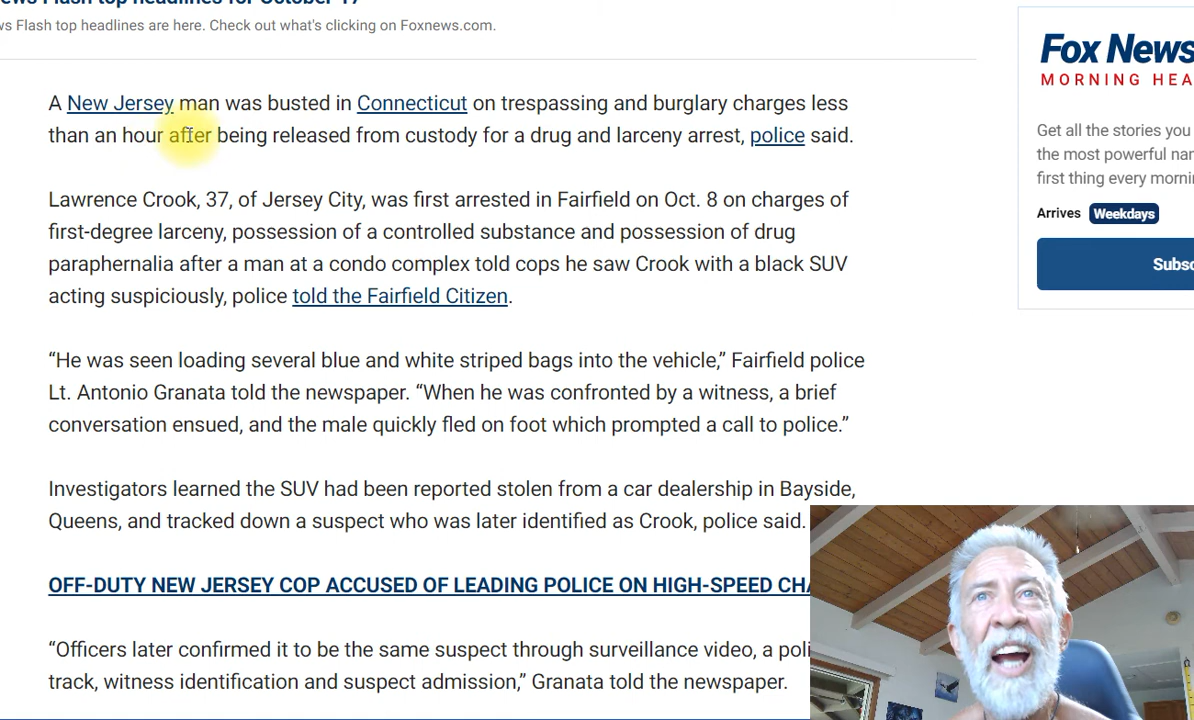 ws Flash top headlines for October 17
ws Flash top headlines are here. Check out what's clicking on Foxnews.com.
A New Jersey man was busted in Connecticut on trespassing and burglary charges less
than an hour after being released from custody for a drug and larceny arrest, police said.
Lawrence Crook, 37, of Jersey City, was first arrested in Fairfield on Oct. 8 on charges of
first-degree larceny, possession of a controlled substance and possession of drug
paraphernalia after a man at a condo complex told cops he saw Crook with a black SUV
acting suspiciously, police told the Fairfield Citizen.
“He was seen loading several blue and white striped bags into the vehicle,” Fairfield police
Lt. Antonio Granata told the newspaper. “When he was confronted by a witness, a brief
conversation ensued, and the male quickly fled on foot which prompted a call to police.”
Investigators learned the SUV had been reported stolen from a car dealership in Bayside,
Queens, and tracked down a suspect who was later identified as Crook, police said.
OFF-DUTY NEW JERSEY COP ACCUSED OF LEADING POLICE ON HIGH-SPEED CHA
“Officers later confirmed it to be the same suspect through surveillance video, a poli
track, witness identification and suspect admission,” Granata told the newspaper.
Fox News
MORNING HEA
Get all the stories you
the most powerful nar
first thing every morni
Arrives Weekdays
Subsc